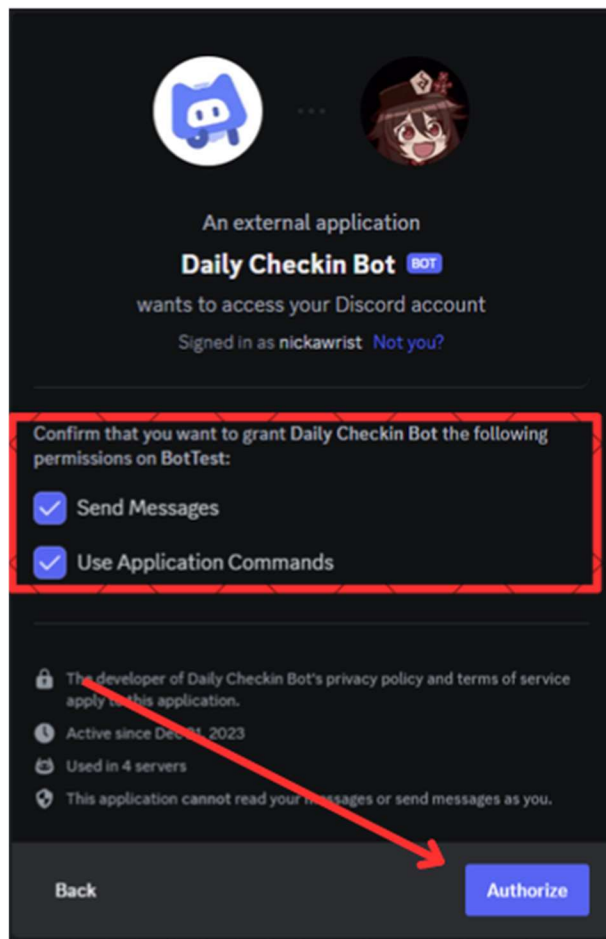 An external application
Daily Checkin Bot BOT
wants to access your Discord account
Signed in as nickawrist Not you?
Confirm that you want to grant Daily Checkin Bot the following
permissions on BotTest:
Send Messages
Use Application Commands
The developer of Daily Checkin Bot's privacy policy and terms of service
apply to this application.
Active since Dec 2023
Used in 4 servers
This application cannot read your messages or send messages as you.
Back
Authorize